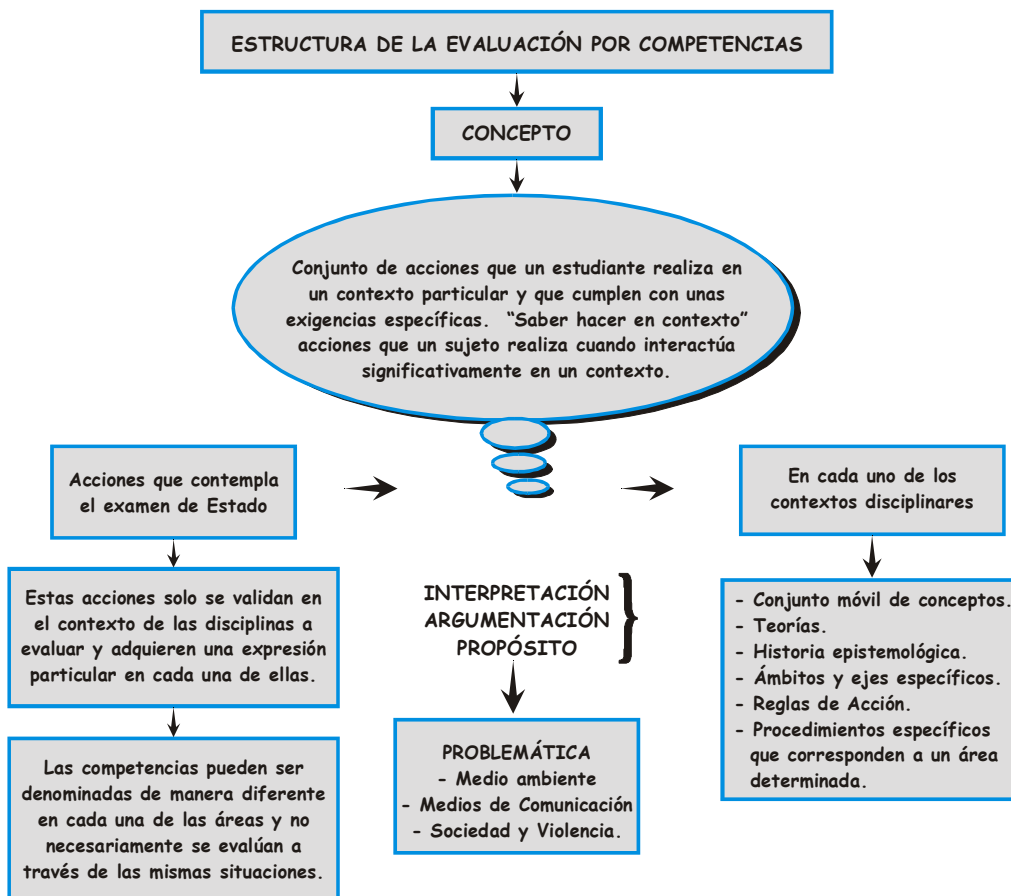 ESTRUCTURA DE LA EVALUACIÓN POR COMPETENCIAS
CONCEPTO
Conjunto de acciones que un estudiante realiza en
un contexto particular y que cumplen con unas
exigencias específicas. “Saber hacer en contexto”
acciones que un sujeto realiza cuando interactúa
significativamente en un contexto.
Acciones que contempla
el examen de Estado
Estas acciones solo se validan en
el contexto de las disciplinas a
evaluar y adquieren una expresión
particular en cada una de ellas.
Las competencias pueden ser
denominadas de manera diferente
en cada una de las áreas y no
necesariamente se evalúan a
través de las mismas situaciones.
INTERPRETACIÓN
ARGUMENTACIÓN
PROPÓSITO
PROBLEMÁTICA
- Medio ambiente
- Medios de Comunicación
- Sociedad y Violencia.
En cada uno de los
contextos disciplinares
- Conjunto móvil de conceptos.
- Teorías.
- Historia epistemológica.
- Ámbitos y ejes específicos.
- Reglas de Acción.
- Procedimientos específicos
que corresponden a un área
determinada.